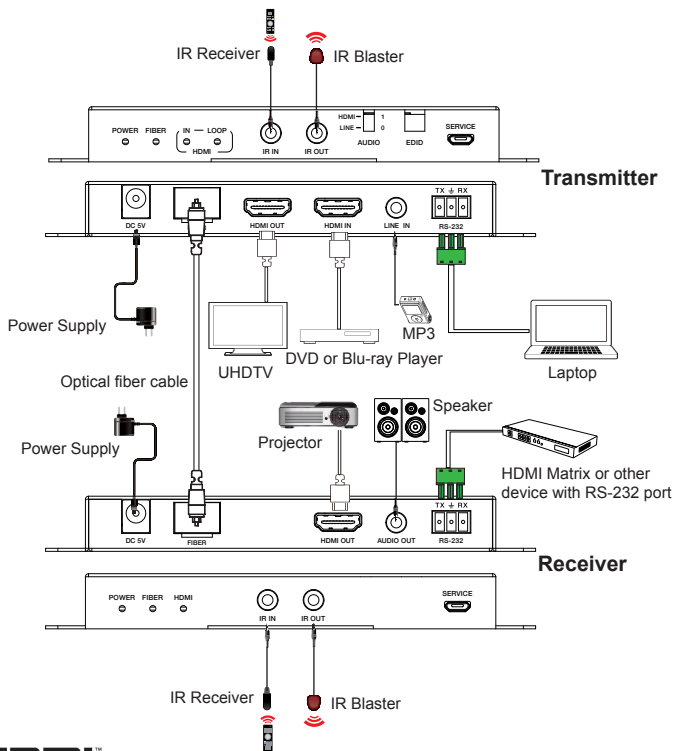 IR Receiver
IR Blaster
HDMI 1
LINE 0
POWER FIBER IN LOOP
HDMI
IR IN IR OUT AUDIO EDID SERVICE
Transmitter
TX RX
DC 5V HDMI OUT HDMI IN LINE IN RS-232
Power Supply
UHDTV
DVD or Blu-ray Player
MP3
Laptop
Optical fiber cable
Power Supply
Projector
Speaker
HDMI Matrix or other
device with RS-232 port
TX RX
DC 5V FIBER HDMI OUT AUDIO OUT RS-232
Receiver
POWER FIBER HDMI SERVICE
IR IN IR OUT
IR Receiver
IR Blaster